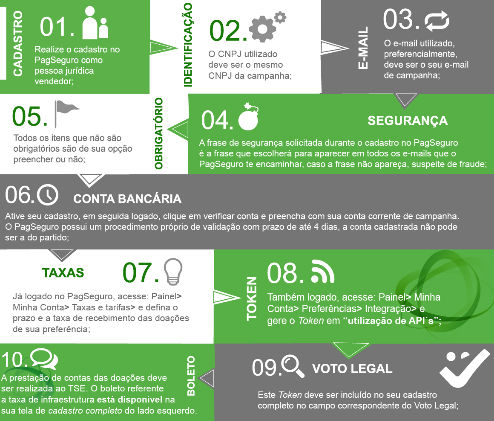 CADASTRO
01.
Realize o cadastro no
PagSeguro como
pessoa jurídica
vendedor;
IDENTIFICAÇÃO
02.
O CNPJ utilizado
deve ser o mesmo
CNPJ da campanha;
E-MAIL
03.
O e-mail utilizado,
preferencialmente,
deve ser o seu e-mail
de campanha;
SEGURANÇA
04.
A frase de segurança solicitada durante o cadastro no PagSeguro
é a frase que escolherá para aparecer em todos os e-mails que o
PagSeguro te encaminhar, caso a frase não apareça, suspeite de fraude;
OBRIGATÓRIO
05.
Todos os itens que não são
obrigatórios são de sua opção
preencher ou não;
06.
CONTA BANCÁRIA
Ative seu cadastro, em seguida logado, clique em verificar conta e preencha com sua conta corrente de campanha.
O PagSeguro possui um procedimento próprio de validação com prazo de até 4 dias, a conta cadastrada não pode
ser a do partido;
TAXAS
07.
Já logado no PagSeguro, acesse: Painel>
Minha Conta> Taxas e tarifas> e defina o
prazo e a taxa de recebimento das doações
de sua preferência;
TOKEN
08.
Também logado, acesse: Painel> Minha
Conta> Preferências> Integração> e
gere o Token em "utilização de API´s";
VOTO LEGAL
09.
Este Token deve ser incluído no seu cadastro
completo no campo correspondente do Voto Legal;
BOLETO
10.
A prestação de contas das doações deve
ser realizada ao TSE. O boleto referente
a taxa de infraestrutura está disponivel na
sua tela de cadastro completo do lado esquerdo.